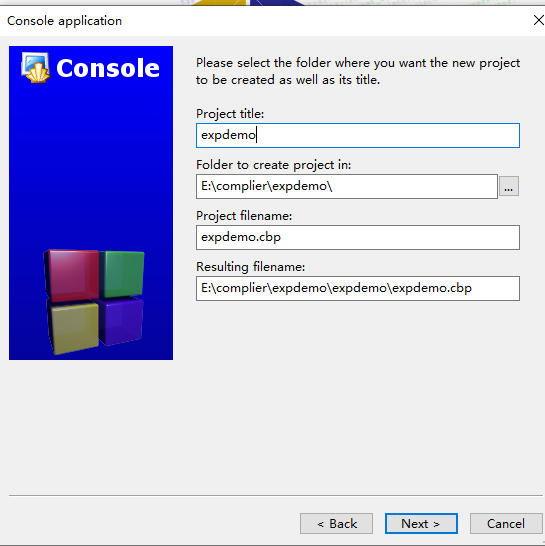 Console application
Console
Please select the folder where you want the new project
to be created as well as its title.
Project title:
expdemo
Folder to create project in:
E:\complier\expdemo\
...
Project filename:
expdemo.cbp
Resulting filename:
E:\complier\expdemo\expdemo\expdemo.cbp
< Back
Next >
Cancel